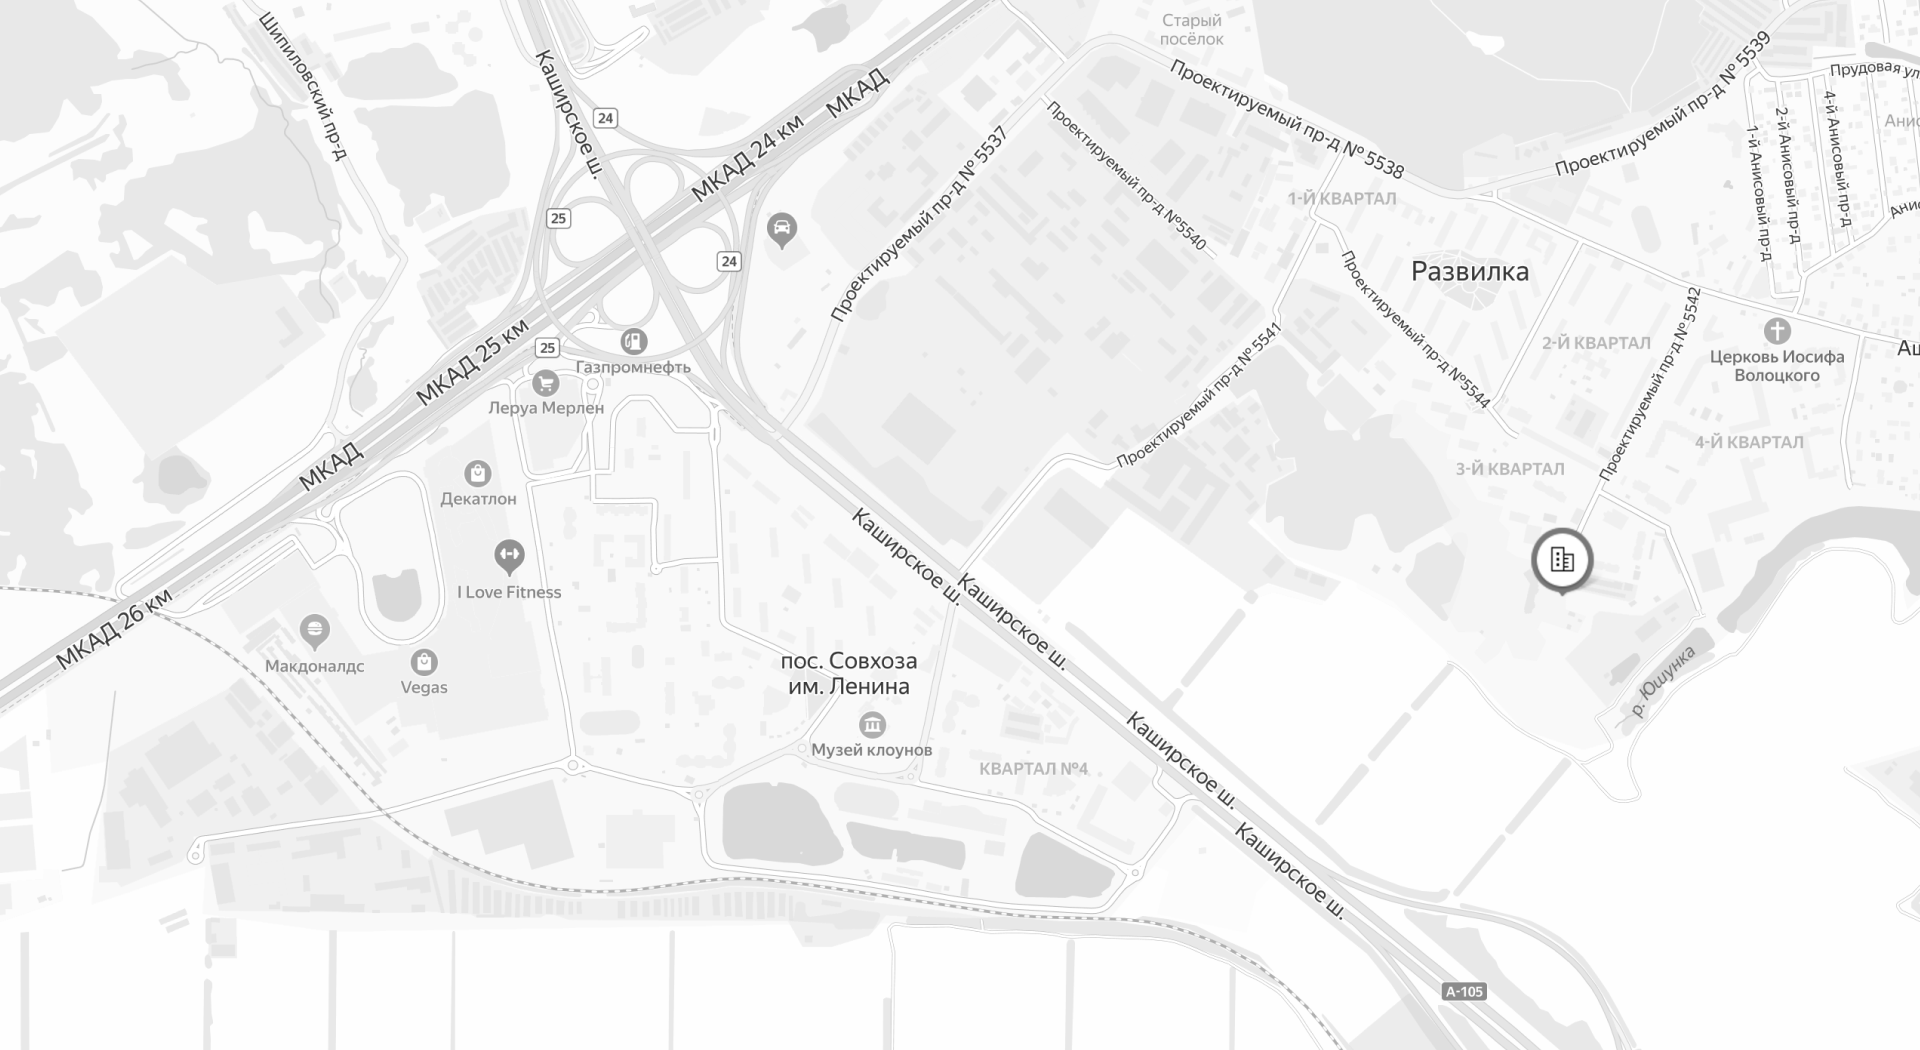 Старый
посёлок
Шипиловский пр-д
Каширское ш.
24
МКАД
МКАД 24 км
25
24
Проектируемый пр-д № 5537
Проектируемый пр-д № 5538
Проектируемый пр-д № 5539
Прудовая ул
4-й Анисовый пр-д
2-й Анисовый пр-д
1-й Анисовый пр-д
Анис
Анис
Проектируемый пр-д №5540
1-Й КВАРТАЛ
Развилка
Проектируемый пр-д № 5541
Проектируемый пр-д №5544
2-Й КВАРТАЛ
Проектируемый пр-д № 5542
Церковь Иосифа
Волоцкого
Аш
4-Й КВАРТАЛ
3-Й КВАРТАЛ
МКАД 25 км
25
Газпромнефть
Леруа Мерлен
МКАД
Декатлон
I Love Fitness
МКАД 26 км
Макдоналдс
Vegas
Каширское ш.
Каширское ш.
пос. Совхоза
им. Ленина
Музей клоунов
КВАРТАЛ №4
Каширское ш.
Каширское ш.
р. Юшунка
А-105